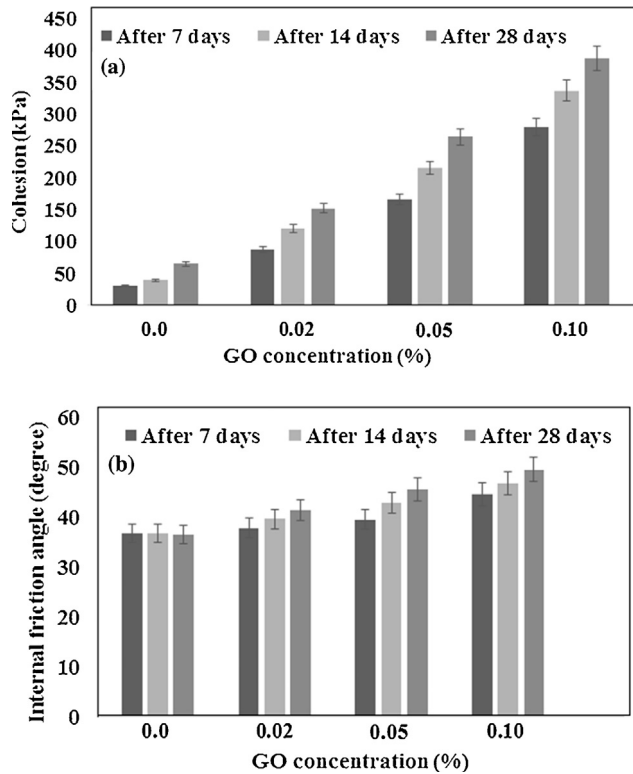 450
After 7 days After 14 days After 28 days
400
(a)
350
300
250
200
150
100
50
0
Cohesion (kPa)
0.0 0.02 0.05 0.10
GO concentration (%)
60
After 7 days After 14 days After 28 days
50
(b)
40
30
20
10
0
Internal friction angle (degree)
0.0 0.02 0.05 0.10
GO concentration (%)